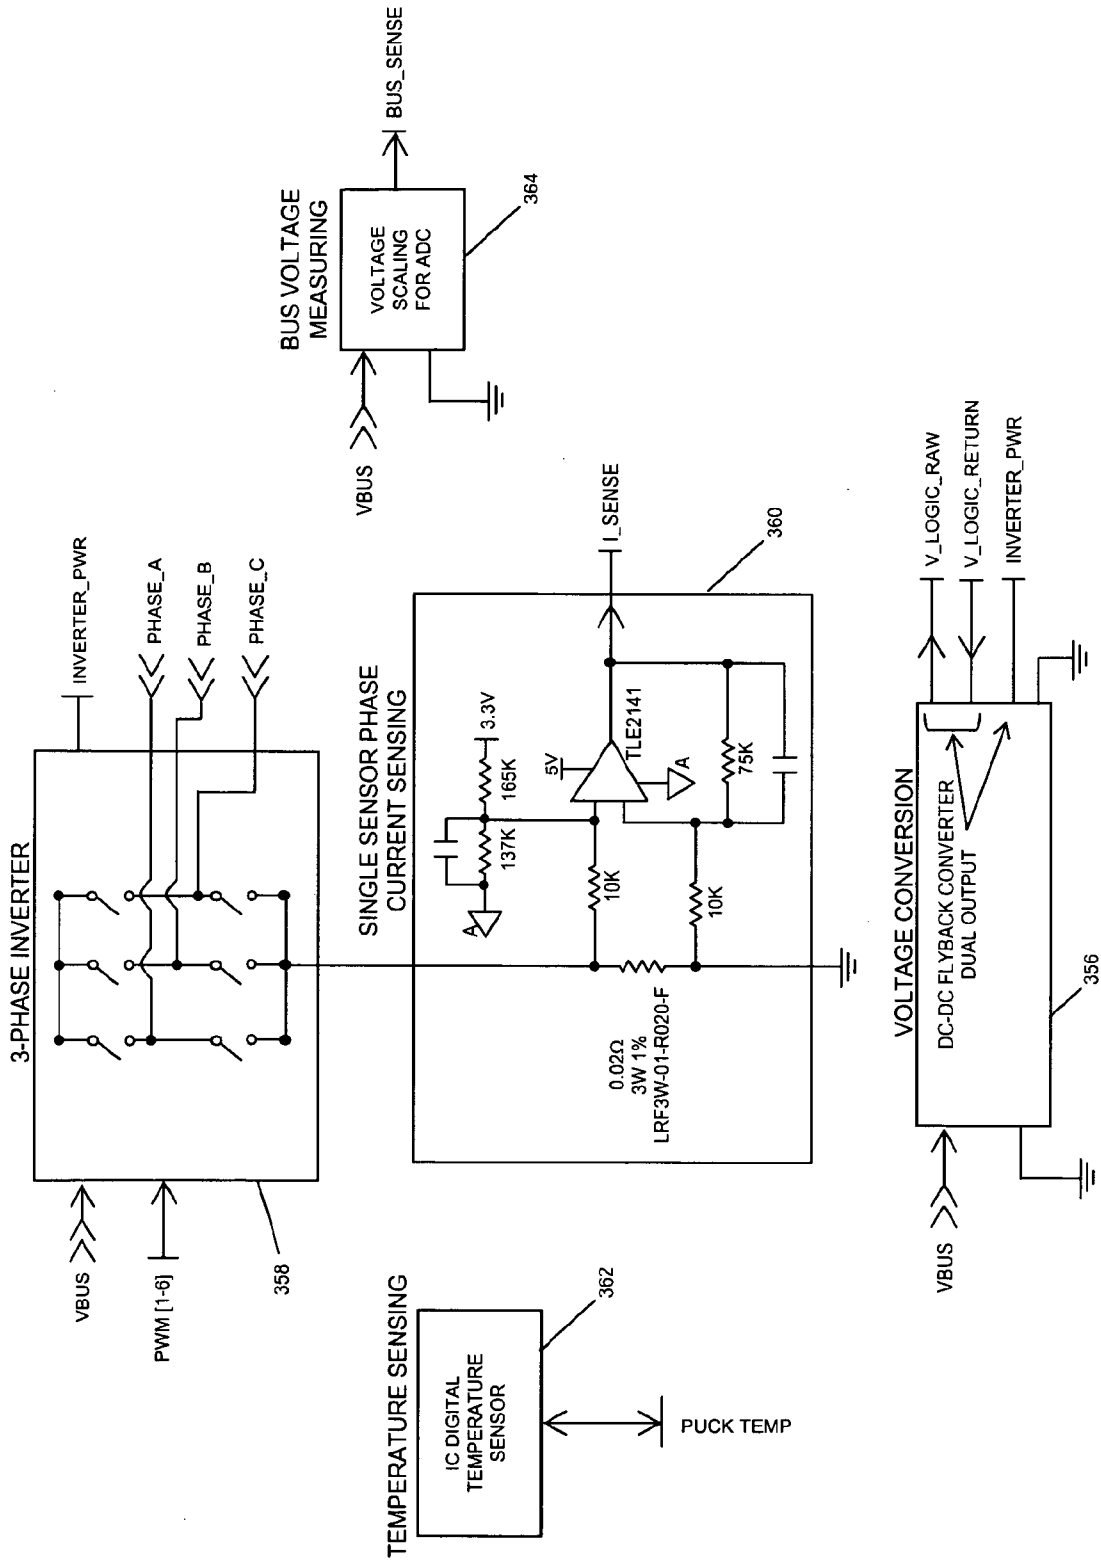 3-PHASE INVERTER
VBUS
PWM [1-6]
358
INVERTER_PWR
PHASE_A
PHASE_B
PHASE_C
BUS VOLTAGE
MEASURING
VOLTAGE
SCALING
FOR ADC
VBUS
BUS_SENSE
364
TEMPERATURE SENSING
IC DIGITAL
TEMPERATURE
SENSOR
362
PUCK TEMP
SINGLE SENSOR PHASE
CURRENT SENSING
A
137K
165K
3.3V
10K
5V
TLE2141
A
10K
75K
0.02Ω
3W 1%
LRF3W-01-R020-F
I_SENSE
360
VOLTAGE CONVERSION
DC-DC FLYBACK CONVERTER
DUAL OUTPUT
VBUS
356
V_LOGIC_RAW
V_LOGIC_RETURN
INVERTER_PWR